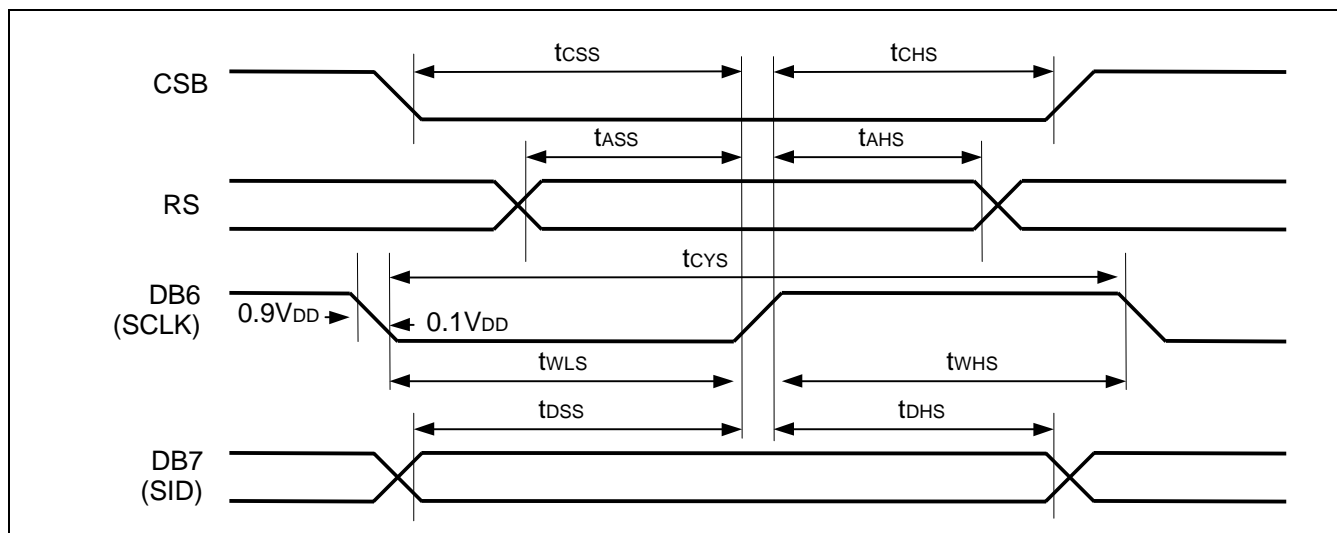 tCSS
tCHS
CSB
tASS
tAHS
RS
tCYS
DB6
(SCLK)
0.9VDD
0.1VDD
tWLS
tWHS
tDSS
tDHS
DB7
(SID)